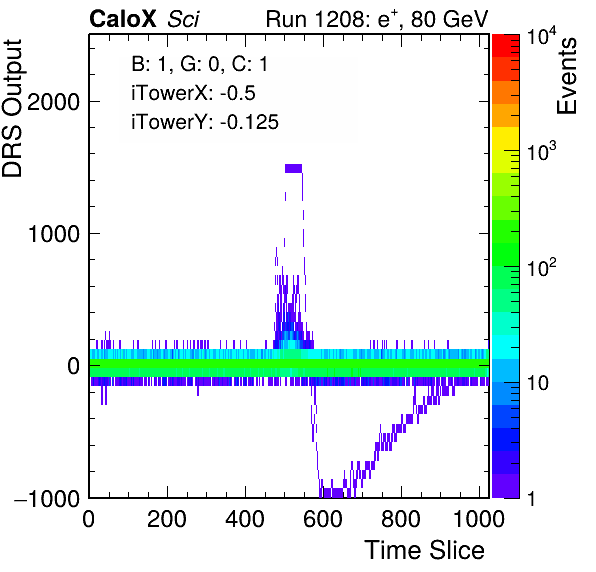 CaloX Sci
Run 1208: e+, 80 GeV
B: 1, G: 0, C: 1
iTowerX: -0.5
iTowerY: -0.125
DRS Output
2000
1000
0
−1000
0 200 400 600 800 1000
Time Slice
Events
10^4
10^3
10^2
10
1